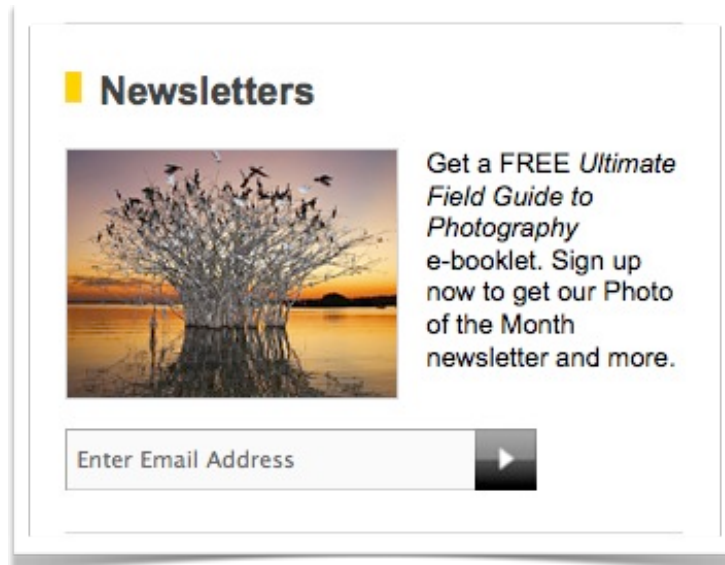 Newsletters
Get a FREE Ultimate
Field Guide to
Photography
e-booklet. Sign up
now to get our Photo
of the Month
newsletter and more.
Enter Email Address